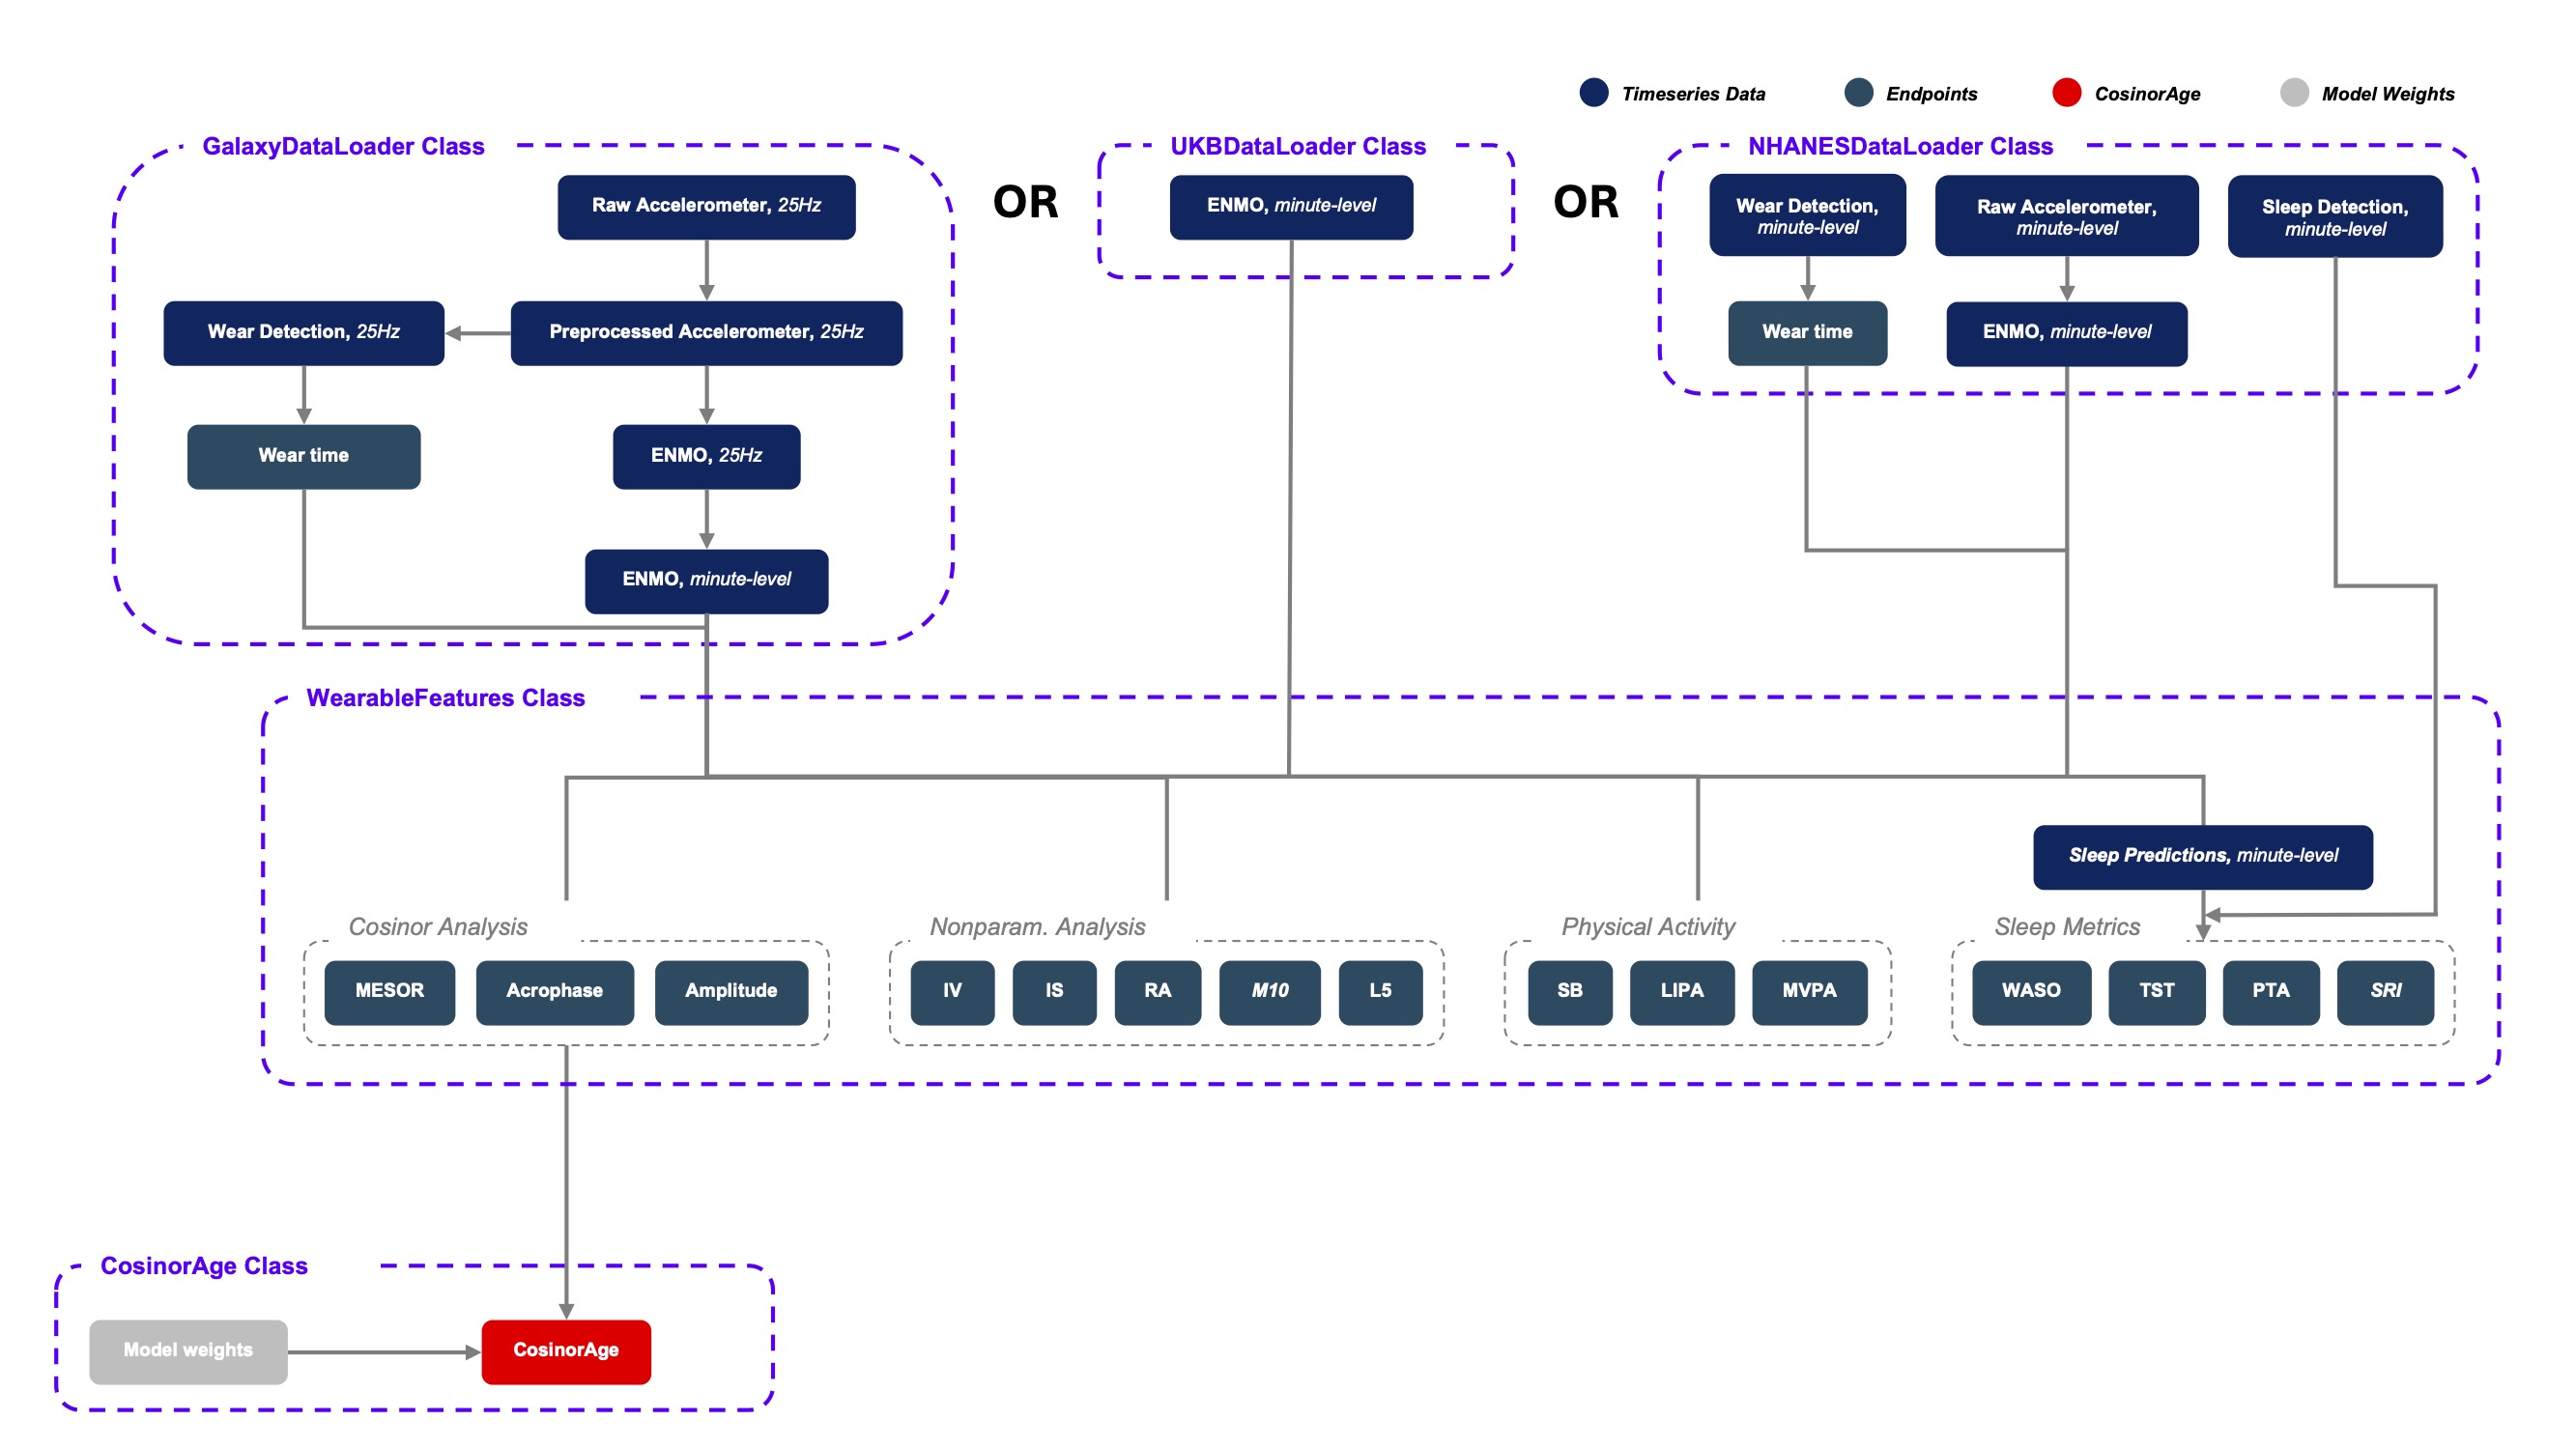 Timeseries Data
Endpoints
CosinorAge
Model Weights
GalaxyDataLoader Class
Raw Accelerometer, 25Hz
Wear Detection, 25Hz
Preprocessed Accelerometer, 25Hz
Wear time
ENMO, 25Hz
ENMO, minute-level
OR
UKBDataLoader Class
ENMO, minute-level
OR
NHANESDataLoader Class
Wear Detection,
minute-level
Raw Accelerometer,
minute-level
Sleep Detection,
minute-level
Wear time
ENMO, minute-level
WearableFeatures Class
Sleep Predictions, minute-level
Cosinor Analysis
MESOR
Acrophase
Amplitude
Nonparam. Analysis
IV
IS
RA
M10
L5
Physical Activity
SB
LIPA
MVPA
Sleep Metrics
WASO
TST
PTA
SRI
CosinorAge Class
Model weights
CosinorAge